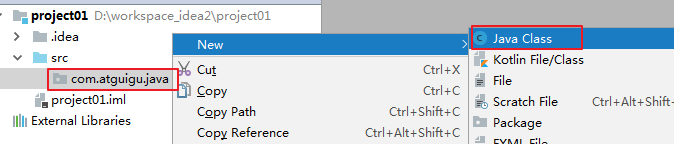 project01 D:\workspace_idea2\project01
.idea
src
com.atguigu.java
project01.iml
External Libraries
New
Cut Ctrl+X
Copy Ctrl+C
Copy Path Ctrl+Shift+C
Copy Reference Ctrl+Alt+Shift+C
Java Class
Kotlin File/Class
File
Scratch File Ctrl+Alt+Sh
Package
FXML File